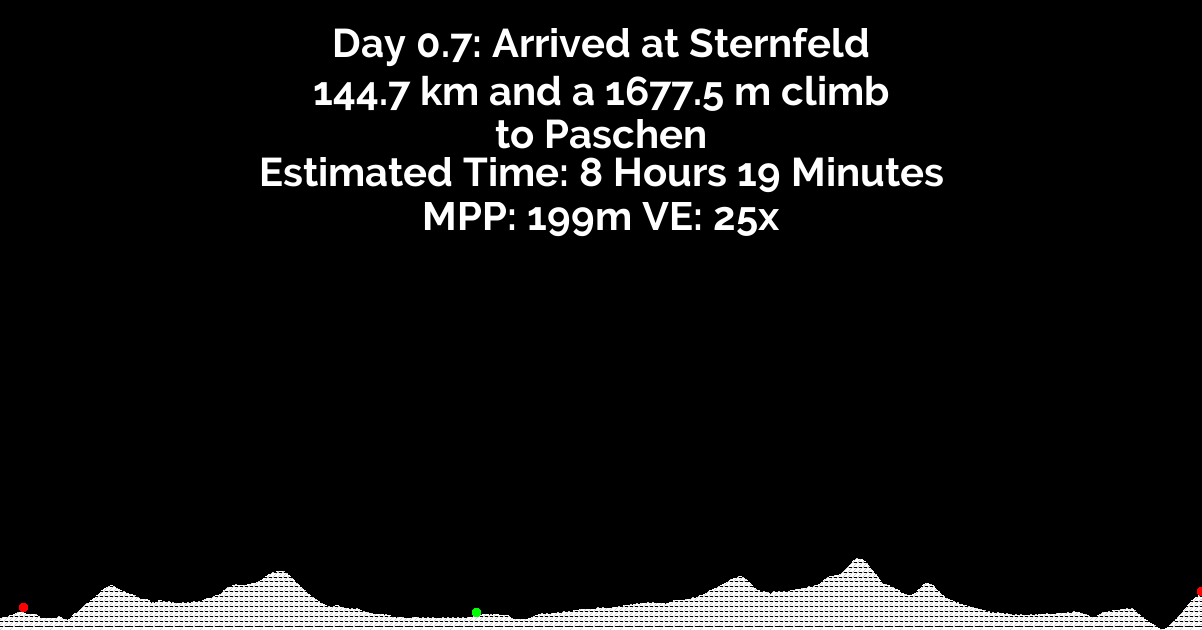 Day 0.7: Arrived at Sternfeld
144.7 km and a 1677.5 m climb
to Paschen
Estimated Time: 8 Hours 19 Minutes
MPP: 199m VE: 25x